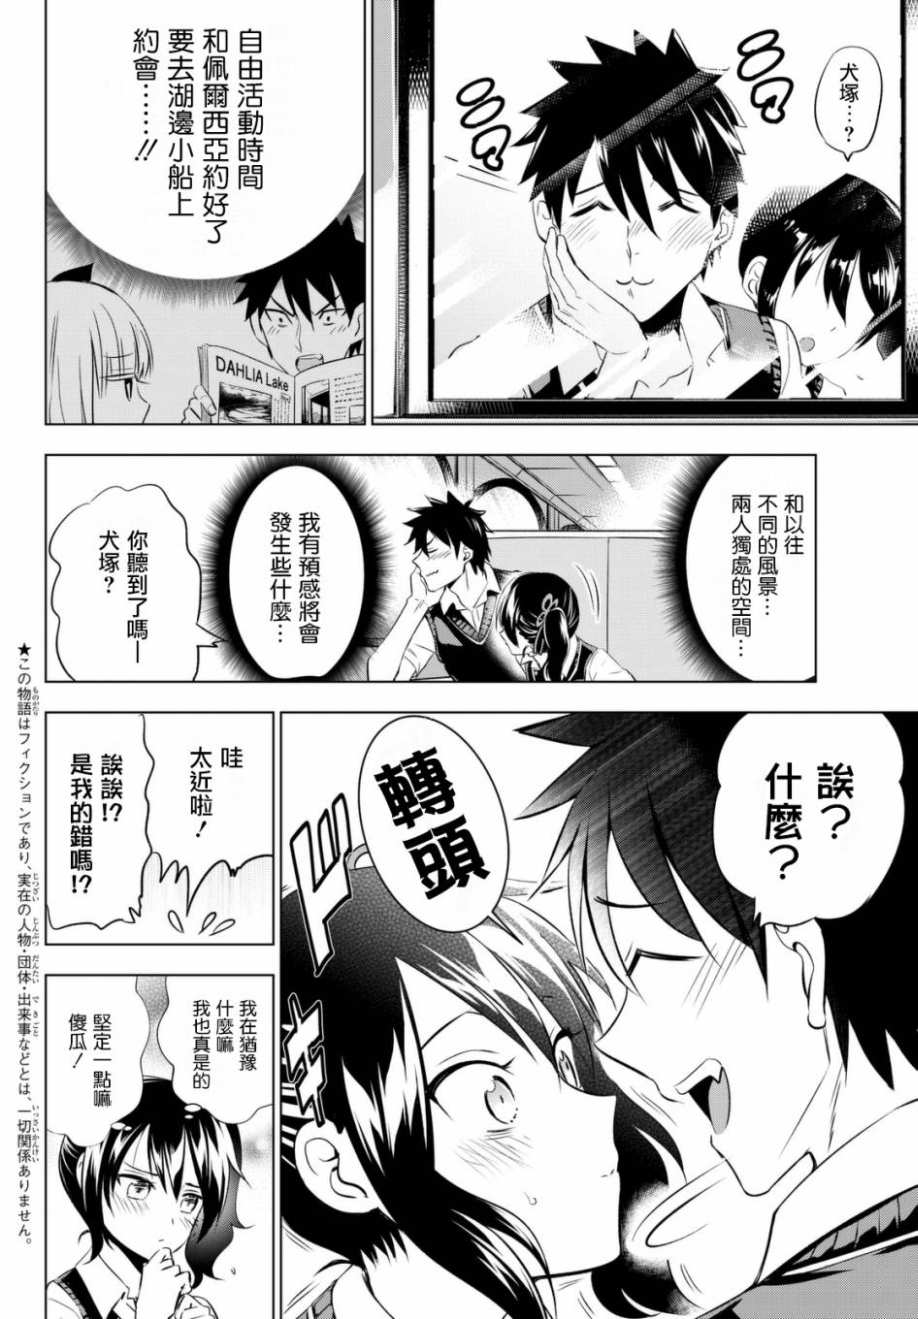 犬塚…?
自由活動時間
和佩爾西亞約好了
要去湖邊小船上
約會……!!
DAHLIA Lake
和以往
不同的風景…
兩人獨處的空間…
我有預感將會
發生些什麼…
你聽到了嗎—
犬塚?
誒?
什麼?
轉頭
ドキ
哇
太近啦!
誒誒!?
是我的錯嗎!?
我在猶豫
什麼嘛
我也真是的
堅定一點嘛
傻瓜!
★この物語はフィクションであり、実在の人物・団体・出来事などとは、一切関係ありません。